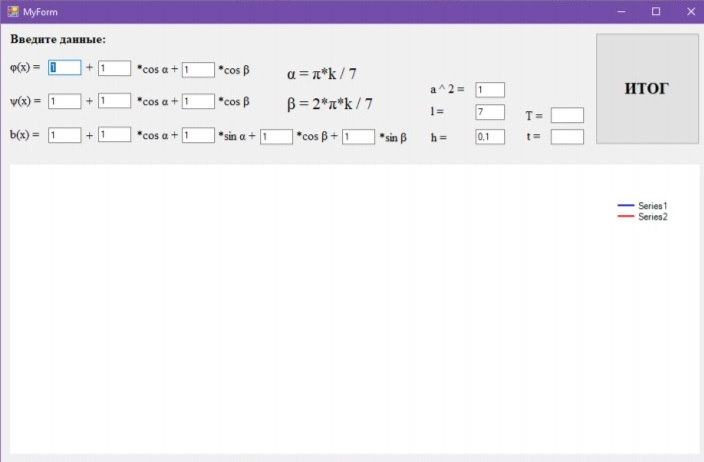 MyForm
Введите данные:
φ(x) = 1 + 1 *cos α + 1 *cos β
ψ(x) = 1 + 1 *cos α + 1 *cos β
b(x) = 1 + 1 *cos α + 1 *sin α + 1 *cos β + 1 *sin β
α = π*k / 7
β = 2*π*k / 7
a ^ 2 = 1
l = 7
h = 0,1
T =
t =
ИТОГ
Series1
Series2